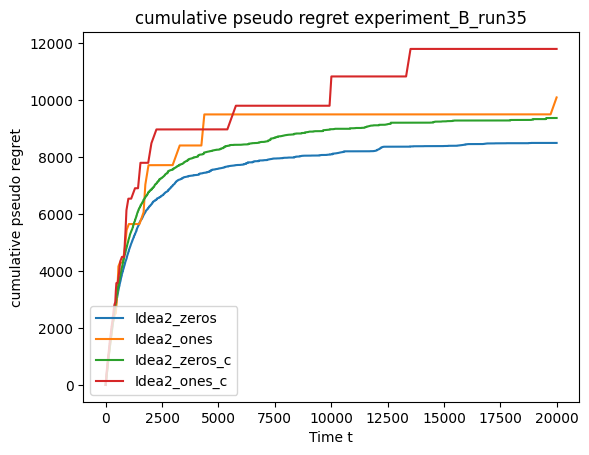 cumulative pseudo regret experiment_B_run35
cumulative pseudo regret
12000
10000
8000
6000
4000
2000
0
Idea2_zeros
Idea2_ones
Idea2_zeros_c
Idea2_ones_c
0 2500 5000 7500 10000 12500 15000 17500 20000
Time t